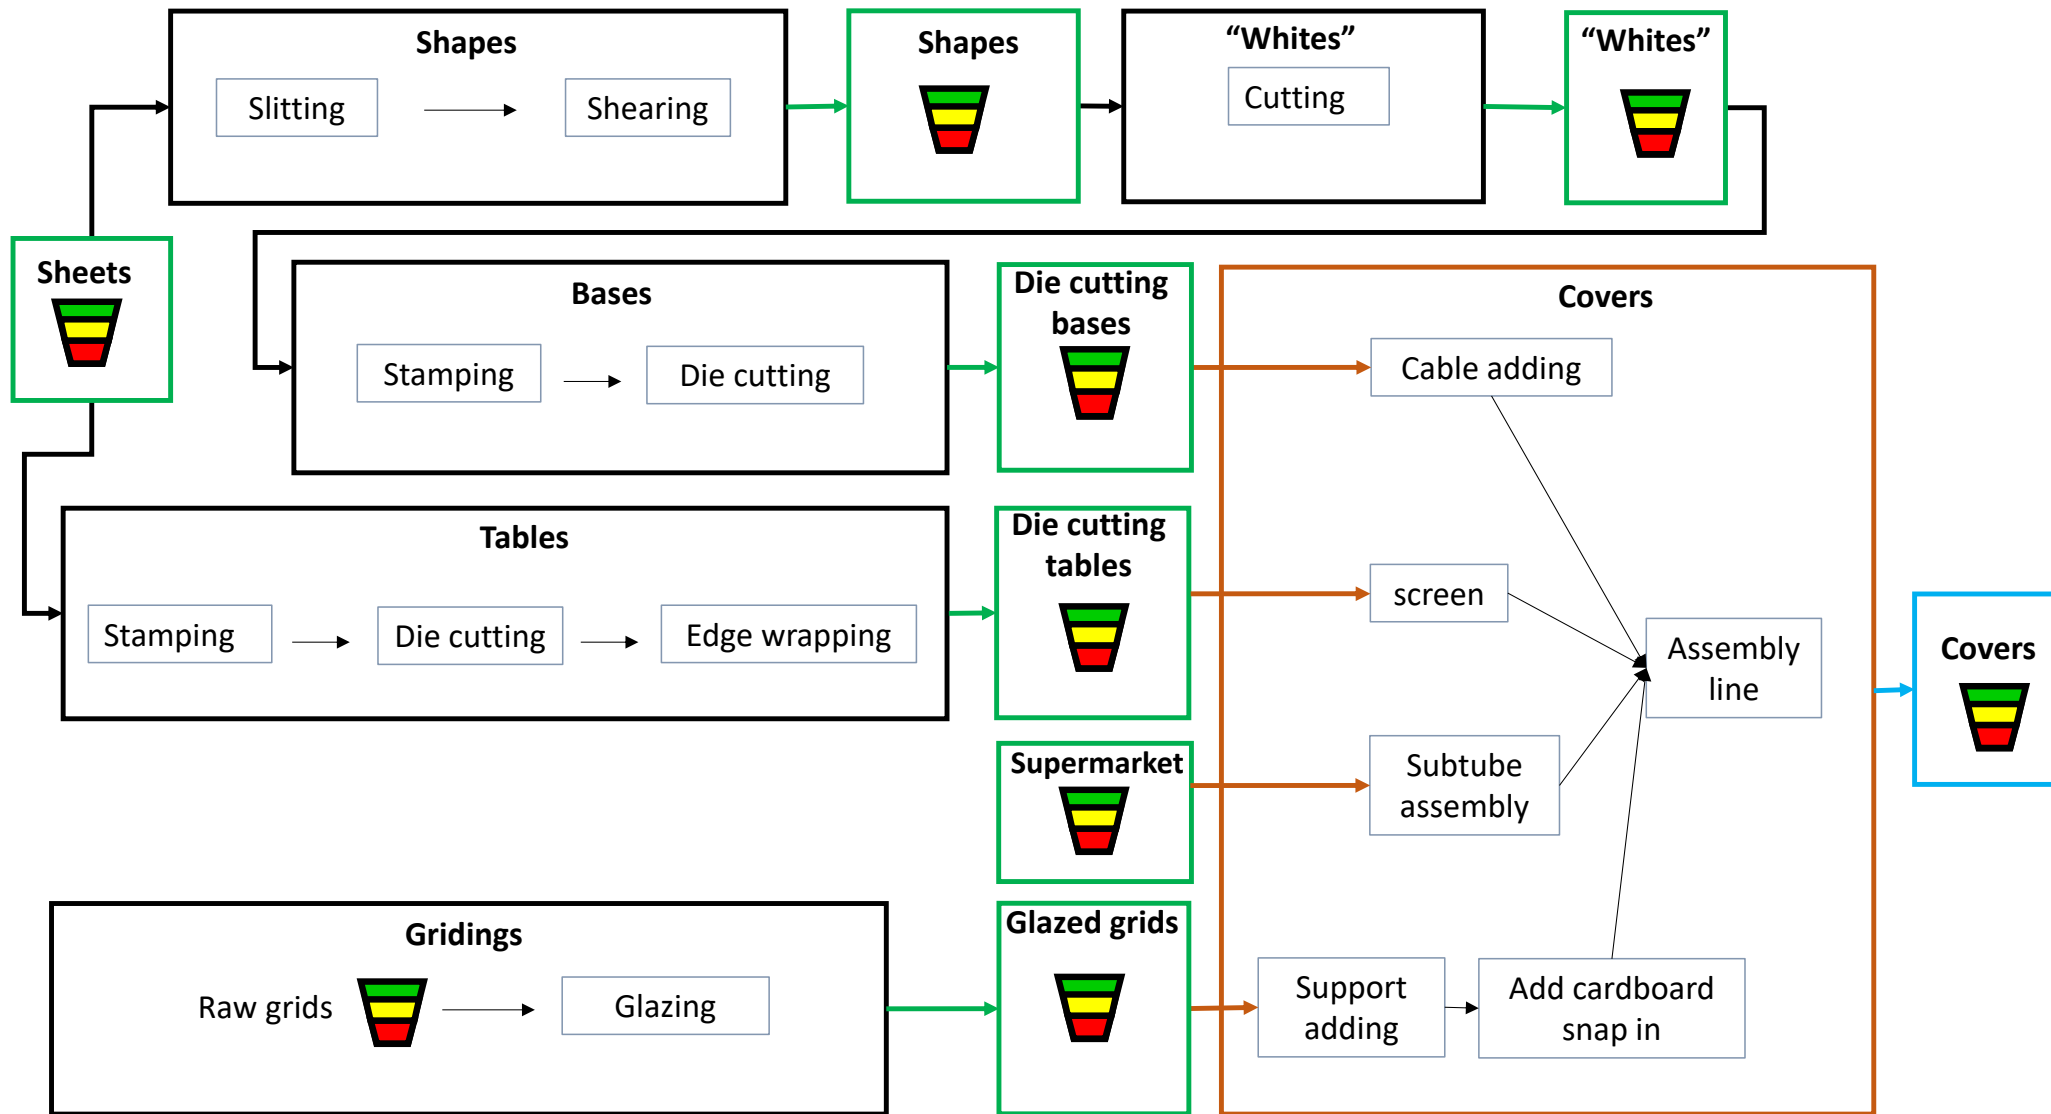 Shapes
Slitting
Shearing
Shapes
“Whites”
Cutting
“Whites”
Sheets
Bases
Stamping
Die cutting
Die cutting
bases
Covers
Cable adding
Tables
Stamping
Die cutting
Edge wrapping
Die cutting
tables
screen
Assembly
line
Covers
Supermarket
Subtube
assembly
Gridings
Raw grids
Glazing
Glazed grids
Support
adding
Add cardboard
snap in